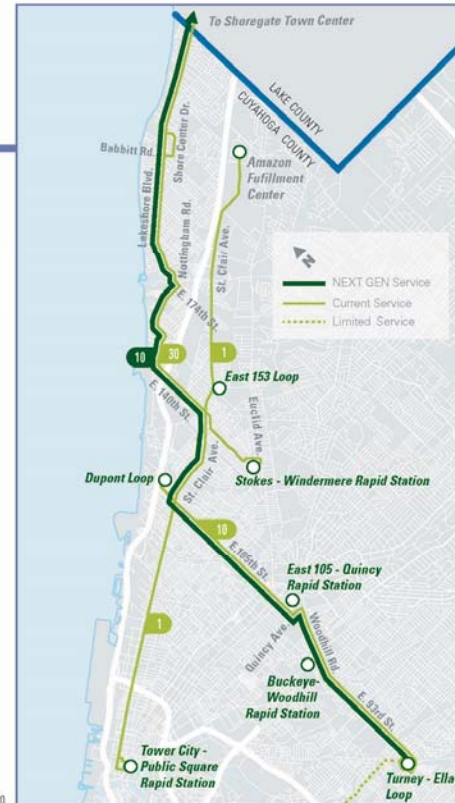 To Shoregate Town Center
LAKE COUNTY
CUYAHOGA COUNTY
Babbitt Rd.
Shore Center Dr.
Lakeshore Blvd.
Nottingham Rd.
Amazon
Fufillment
Center
St. Clair Ave.
N
NEXT GEN Service
Current Service
Limited Service
E. 174th St.
10
30
1
E. 140th St.
East 153 Loop
Euclid Ave.
St. Clair Ave.
Stokes - Windermere Rapid Station
Dupont Loop
10
E.105th St.
East 105 - Quincy
Rapid Station
1
Quincy Ave.
Woodhill Rd.
Buckeye-
Woodhill
Rapid Station
E. 93rd St.
Tower City -
Public Square
Rapid Station
Turney - Ella
Loop